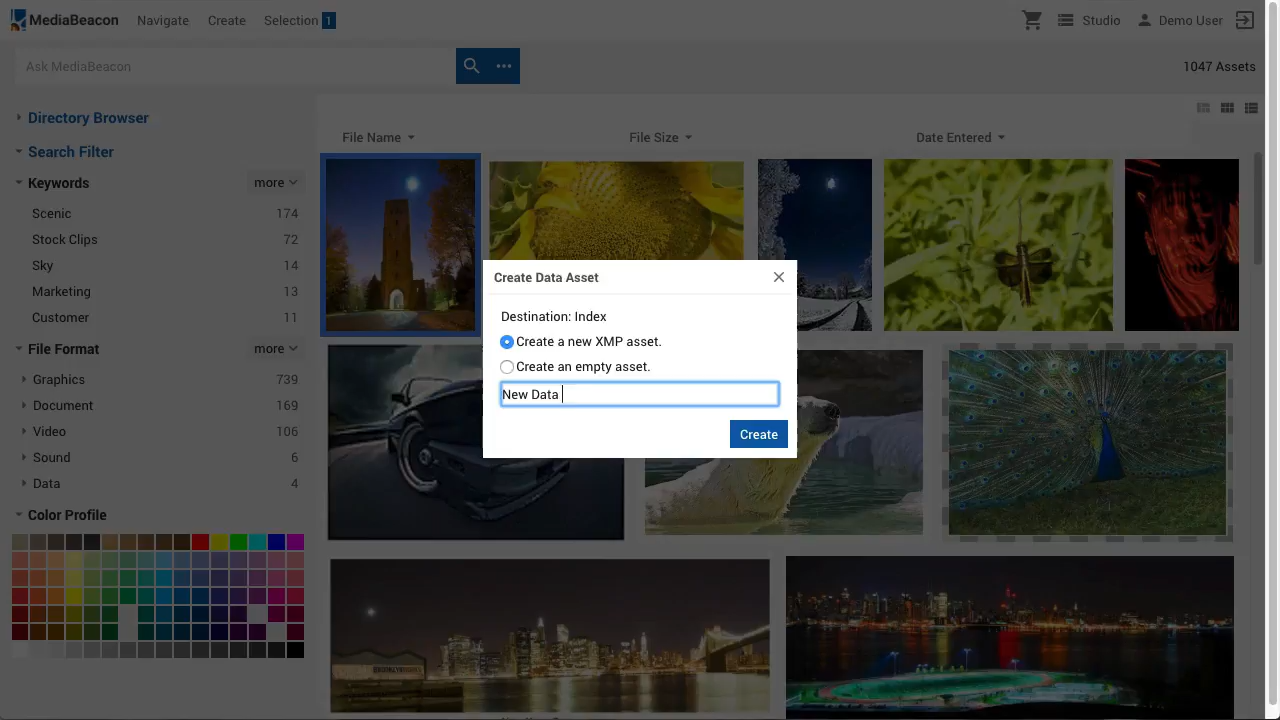 MediaBeacon Navigate Create Selection 1 Studio Demo User
Ask MediaBeacon 1047 Assets
Directory Browser
Search Filter
Keywords more
Scenic 174
Stock Clips 72
Sky 14
Marketing 13
Customer 11
File Format more
Graphics 739
Document 169
Video 106
Sound 6
Data 4
Color Profile
File Name File Size Date Entered
Create Data Asset
Destination: Index
Create a new XMP asset.
Create an empty asset.
New Data
Create